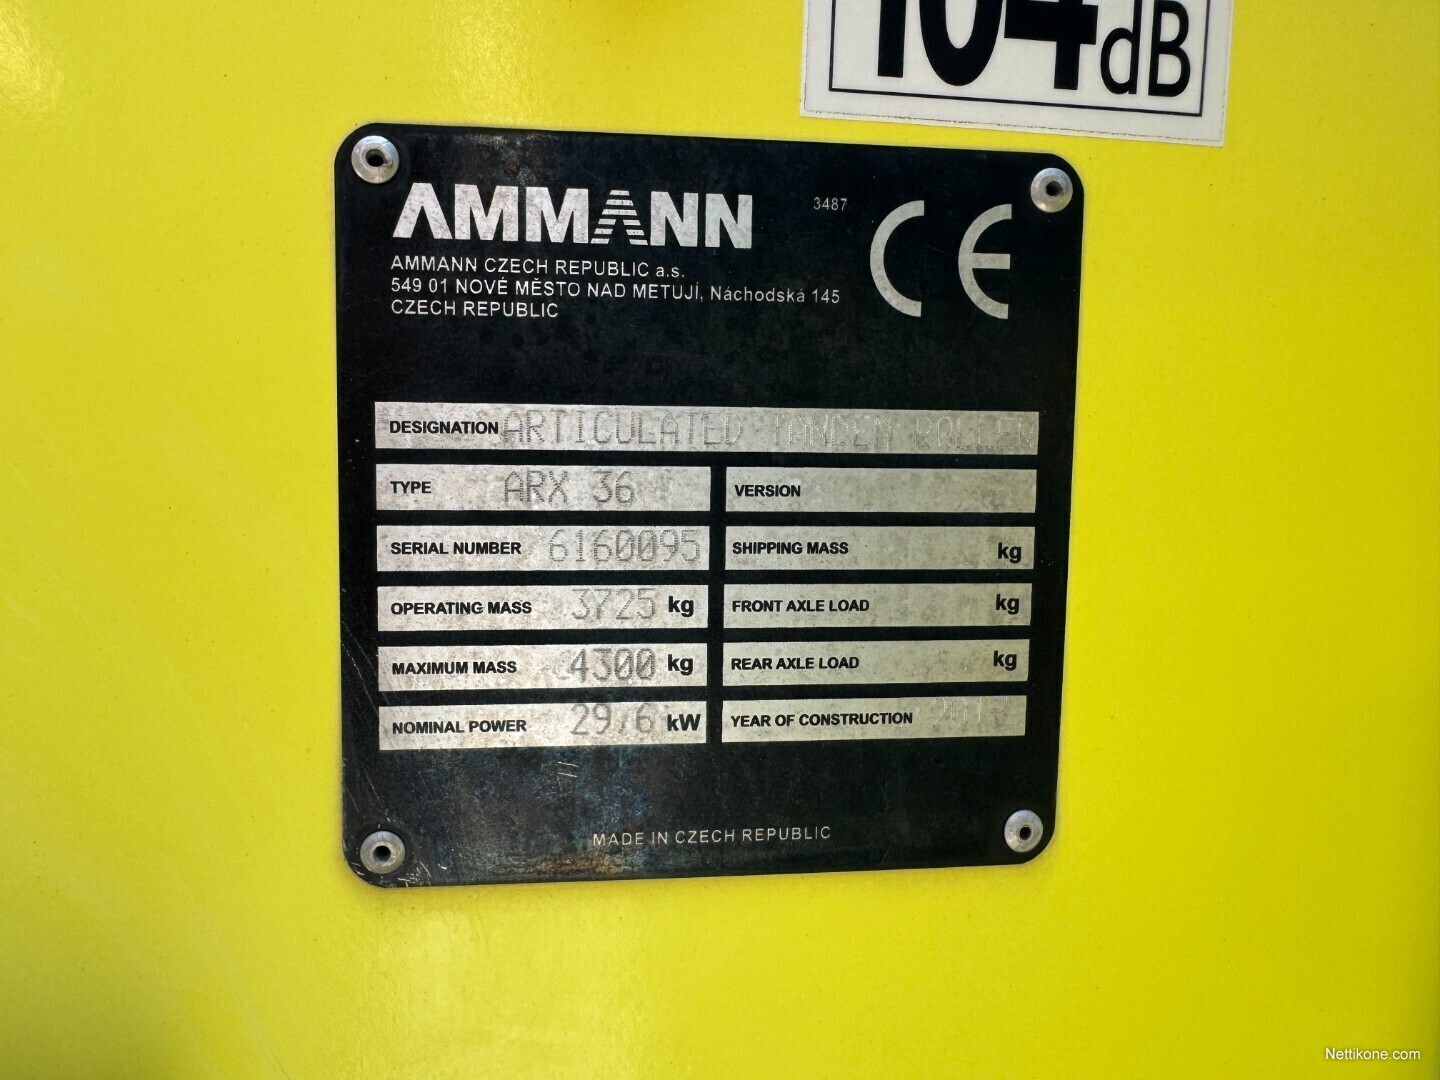 104dB
AMMANN
3487
CE
AMMANN CZECH REPUBLIC a.s.
549 01 NOVÉ MĚSTO NAD METUJÍ, Náchodská 145
CZECH REPUBLIC
DESIGNATION ARTICULATED TANDEM ROLLER
TYPE ARX 36
VERSION
SERIAL NUMBER 6160095
SHIPPING MASS kg
OPERATING MASS 3725 kg
FRONT AXLE LOAD kg
MAXIMUM MASS 4300 kg
REAR AXLE LOAD kg
NOMINAL POWER 29,6 kW
YEAR OF CONSTRUCTION
MADE IN CZECH REPUBLIC
Nettikone.com